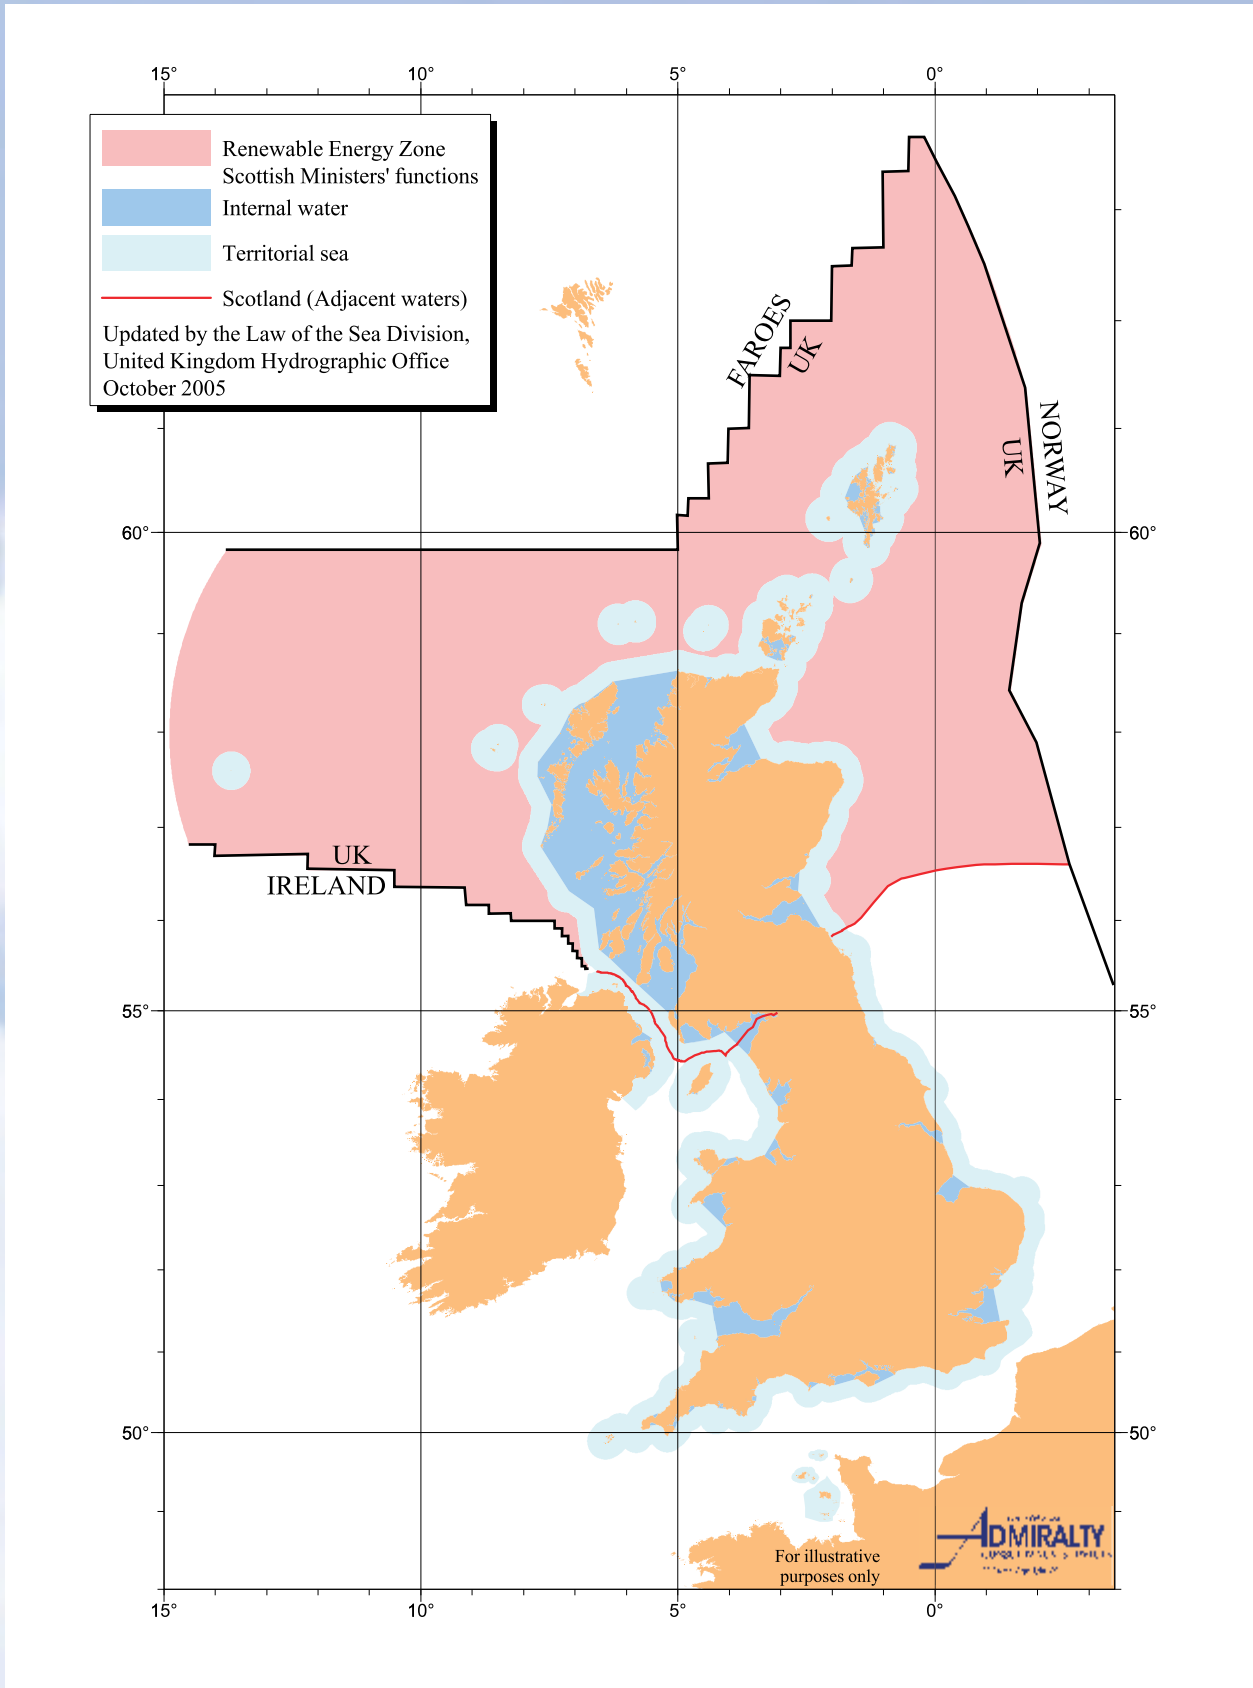 15° 10° 5° 0°
Renewable Energy Zone
Scottish Ministers' functions
Internal water
Territorial sea
Scotland (Adjacent waters)
Updated by the Law of the Sea Division,
United Kingdom Hydrographic Office
October 2005
FAROES
UK
NORWAY
UK
60° 60°
UK
IRELAND
55° 55°
50° 50°
ADMIRALTY
For illustrative
purposes only
15° 10° 5° 0°